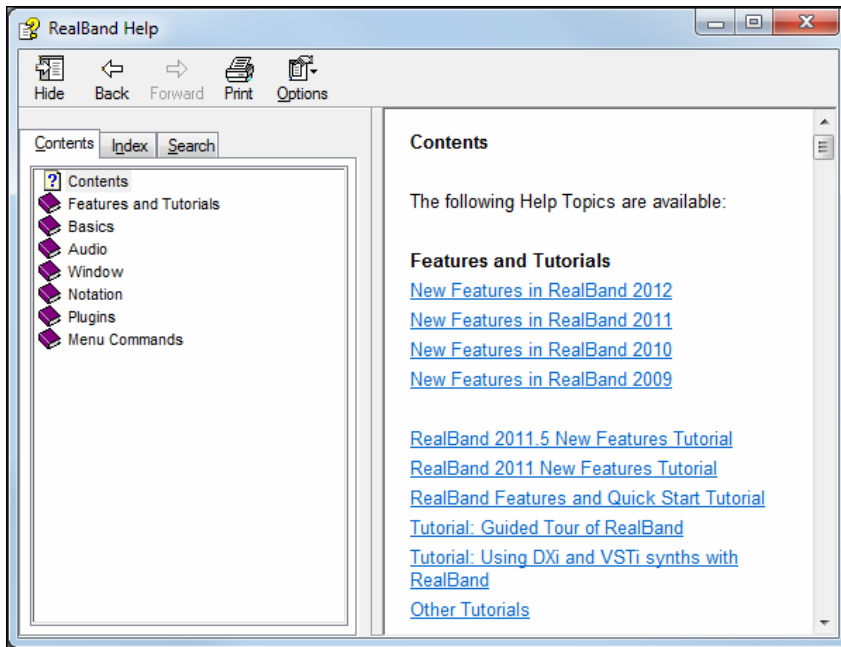 RealBand Help
Hide Back Forward Print Options
Contents Index Search
Contents
Features and Tutorials
Basics
Audio
Window
Notation
Plugins
Menu Commands
Contents
The following Help Topics are available:
Features and Tutorials
New Features in RealBand 2012
New Features in RealBand 2011
New Features in RealBand 2010
New Features in RealBand 2009
RealBand 2011.5 New Features Tutorial
RealBand 2011 New Features Tutorial
RealBand Features and Quick Start Tutorial
Tutorial: Guided Tour of RealBand
Tutorial: Using DXi and VSTi synths with
RealBand
Other Tutorials